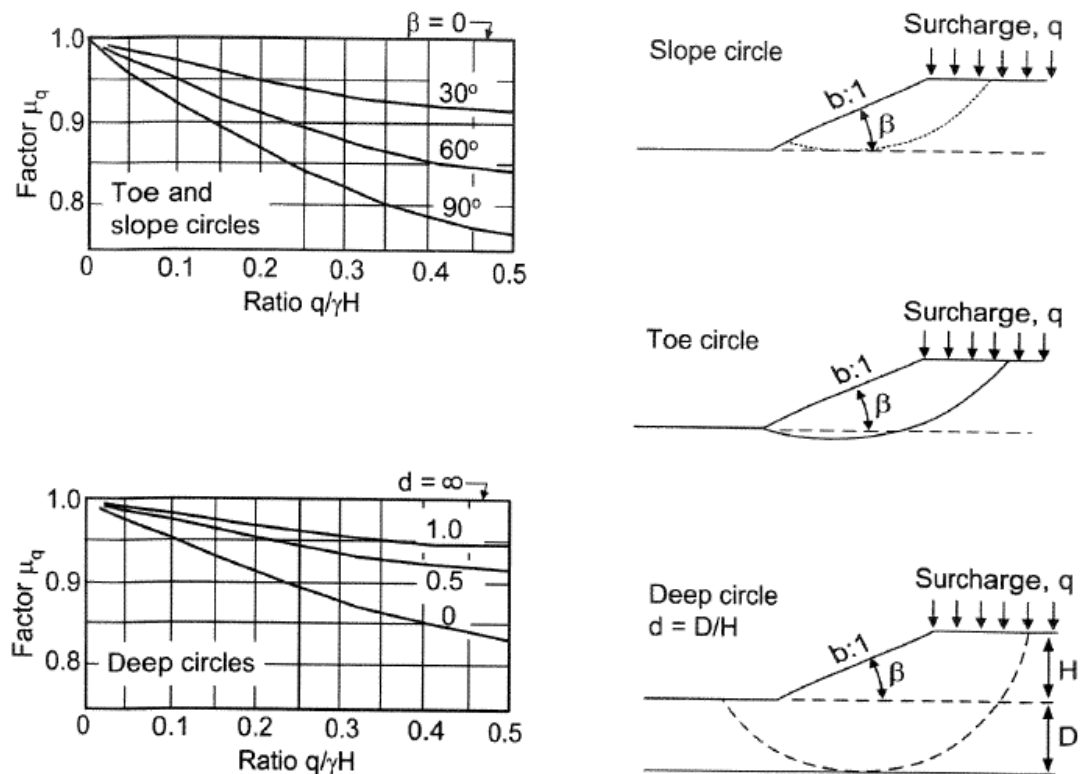 β = 0
1.0
0.9
0.8
Factor μq
30º
60º
90º
Toe and
slope circles
0 0.1 0.2 0.3 0.4 0.5
Ratio q/γH
Slope circle
Surcharge, q
b:1
β
Toe circle
Surcharge, q
b:1
β
d = ∞
1.0
0.9
0.8
Factor μq
1.0
0.5
0
Deep circles
0 0.1 0.2 0.3 0.4 0.5
Ratio q/γH
Deep circle
d = D/H
Surcharge, q
b:1
β
H
D